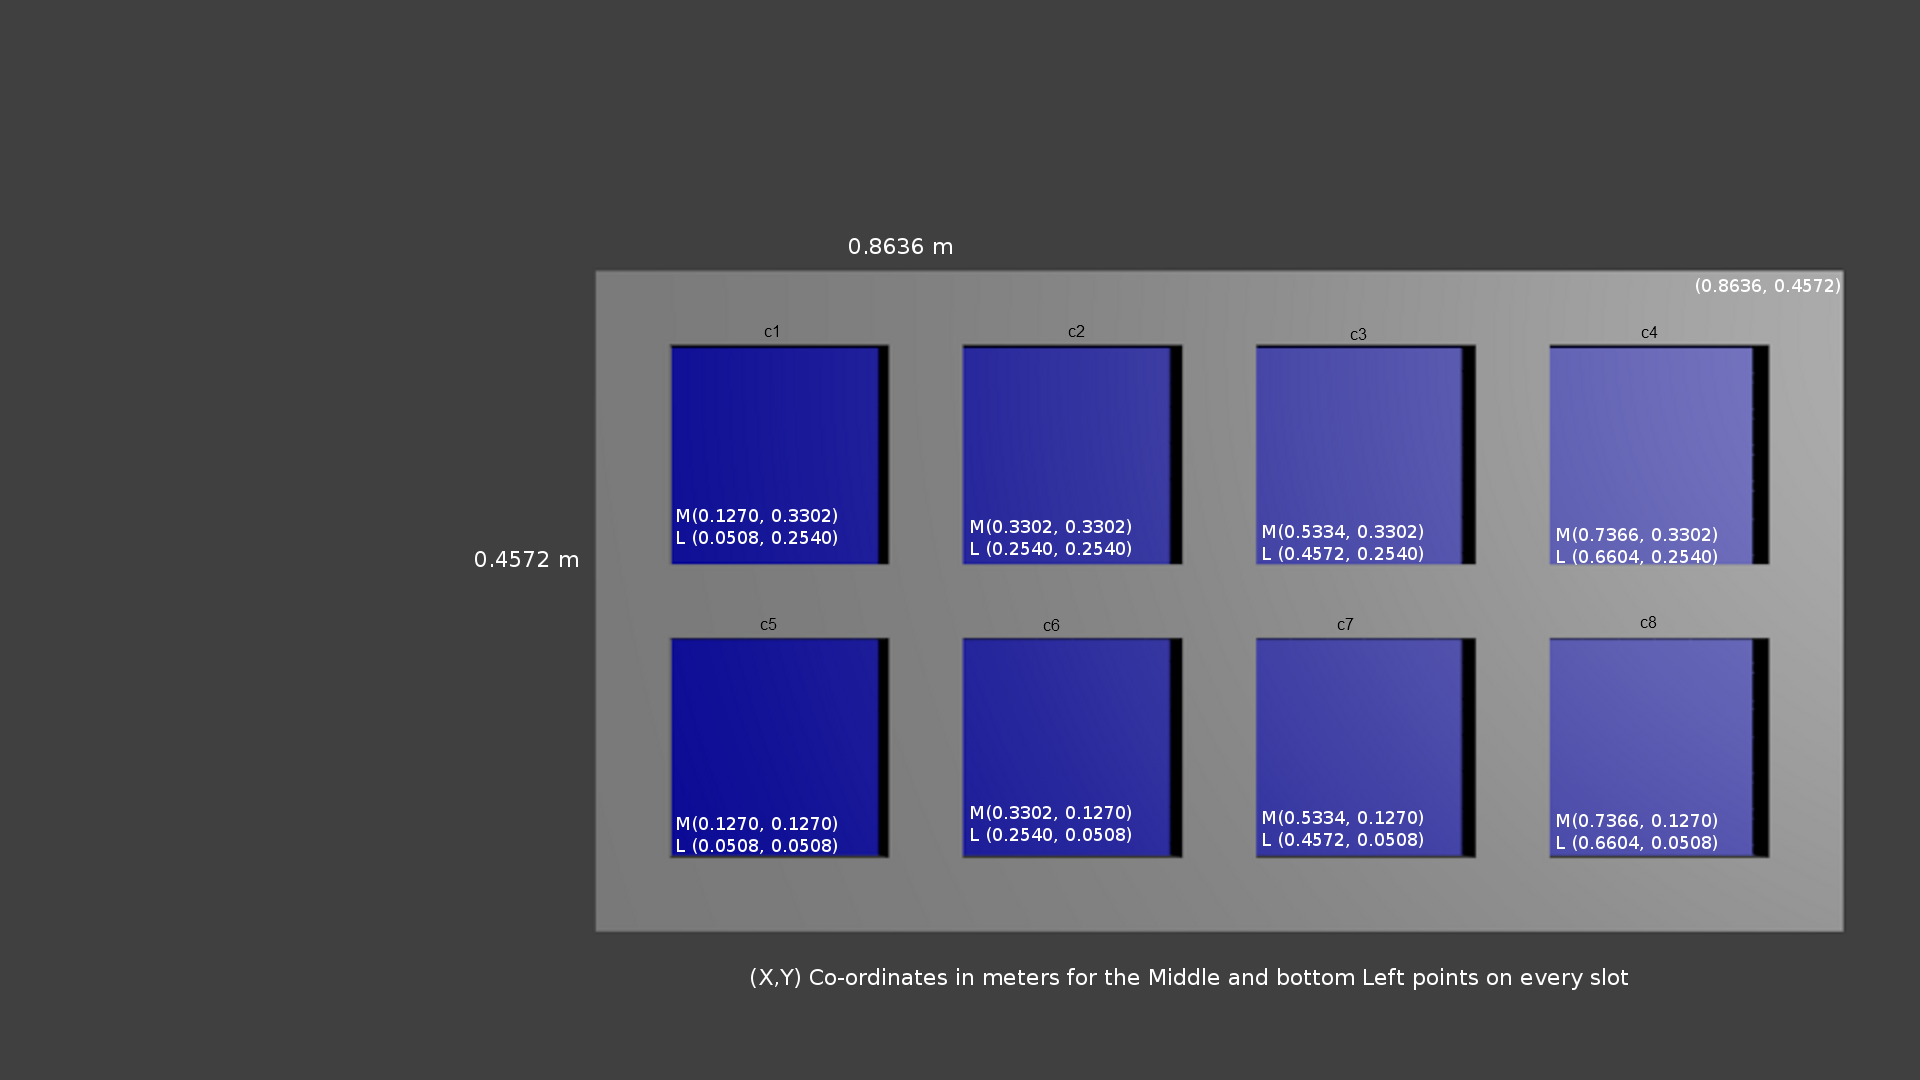 0.8636 m
(0.8636, 0.4572)
c1
c2
c3
c4
M(0.1270, 0.3302)
L (0.0508, 0.2540)
M(0.3302, 0.3302)
L (0.2540, 0.2540)
M(0.5334, 0.3302)
L (0.4572, 0.2540)
M(0.7366, 0.3302)
L (0.6604, 0.2540)
0.4572 m
c5
c6
c7
c8
M(0.1270, 0.1270)
L (0.0508, 0.0508)
M(0.3302, 0.1270)
L (0.2540, 0.0508)
M(0.5334, 0.1270)
L (0.4572, 0.0508)
M(0.7366, 0.1270)
L (0.6604, 0.0508)
(X,Y) Co-ordinates in meters for the Middle and bottom Left points on every slot